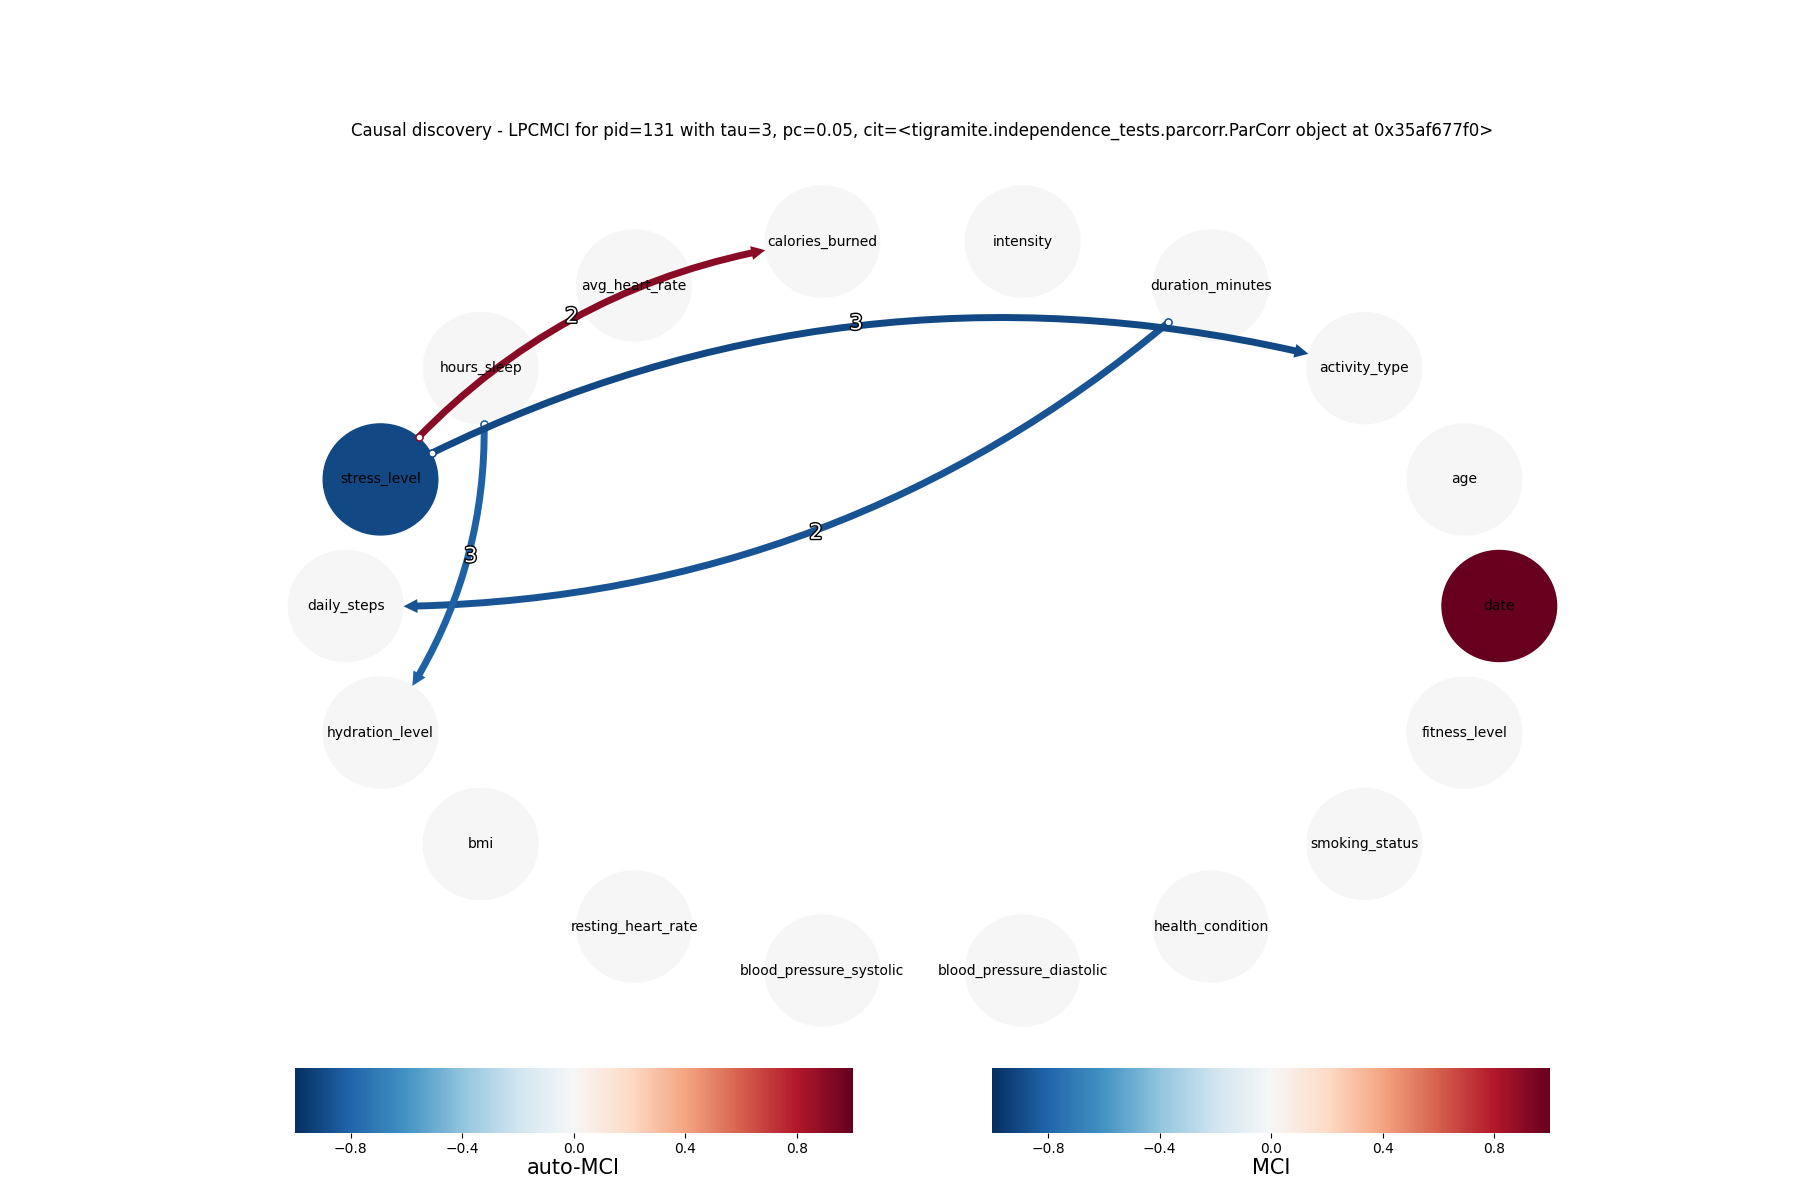 Causal discovery - LPCMCI for pid=131 with tau=3, pc=0.05, cit=<tigramite.independence_tests.parcorr.ParCorr object at 0x35af677f0>
calories_burned
intensity
avg_heart_rate
duration_minutes
2
3
hours_sleep
activity_type
stress_level
age
2
3
daily_steps
date
hydration_level
fitness_level
bmi
smoking_status
resting_heart_rate
health_condition
blood_pressure_systolic
blood_pressure_diastolic
−0.8 −0.4 0.0 0.4 0.8
auto-MCI
−0.8 −0.4 0.0 0.4 0.8
MCI